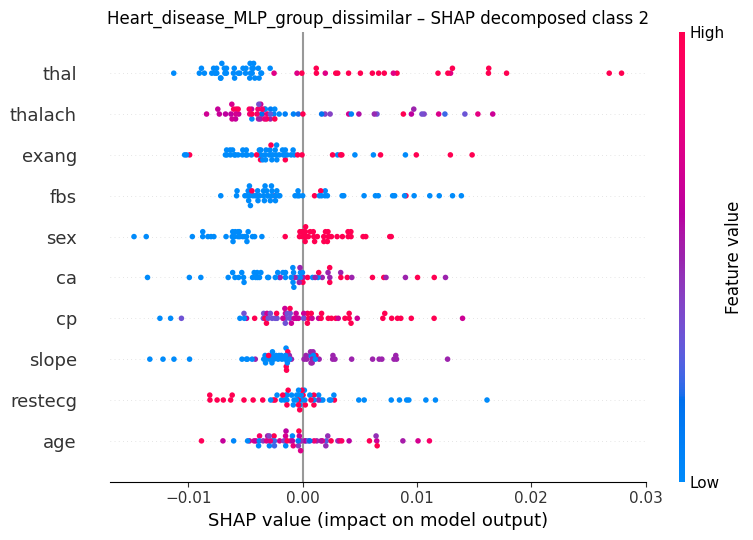 Heart_disease_MLP_group_dissimilar – SHAP decomposed class 2
High
thal
thalach
exang
fbs
sex
ca
cp
slope
restecg
age
Feature value
Low
−0.01 0.00 0.01 0.02 0.03
SHAP value (impact on model output)